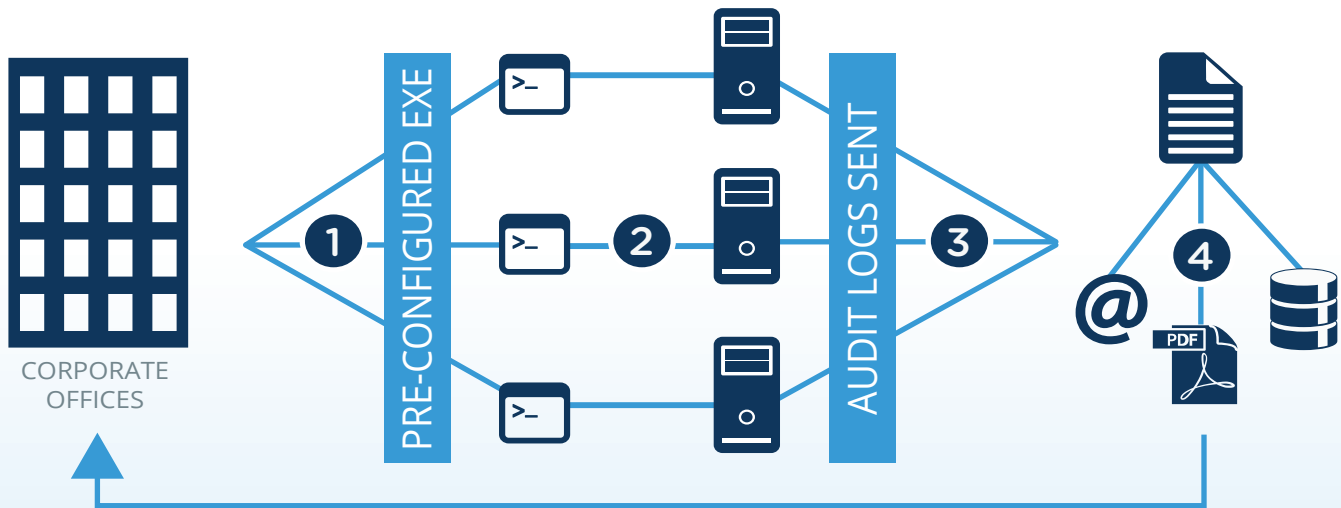 CORPORATE
OFFICES
1
PRE-CONFIGURED EXE
>_
>_
>_
2
AUDIT LOGS SENT
3
4
@
PDF